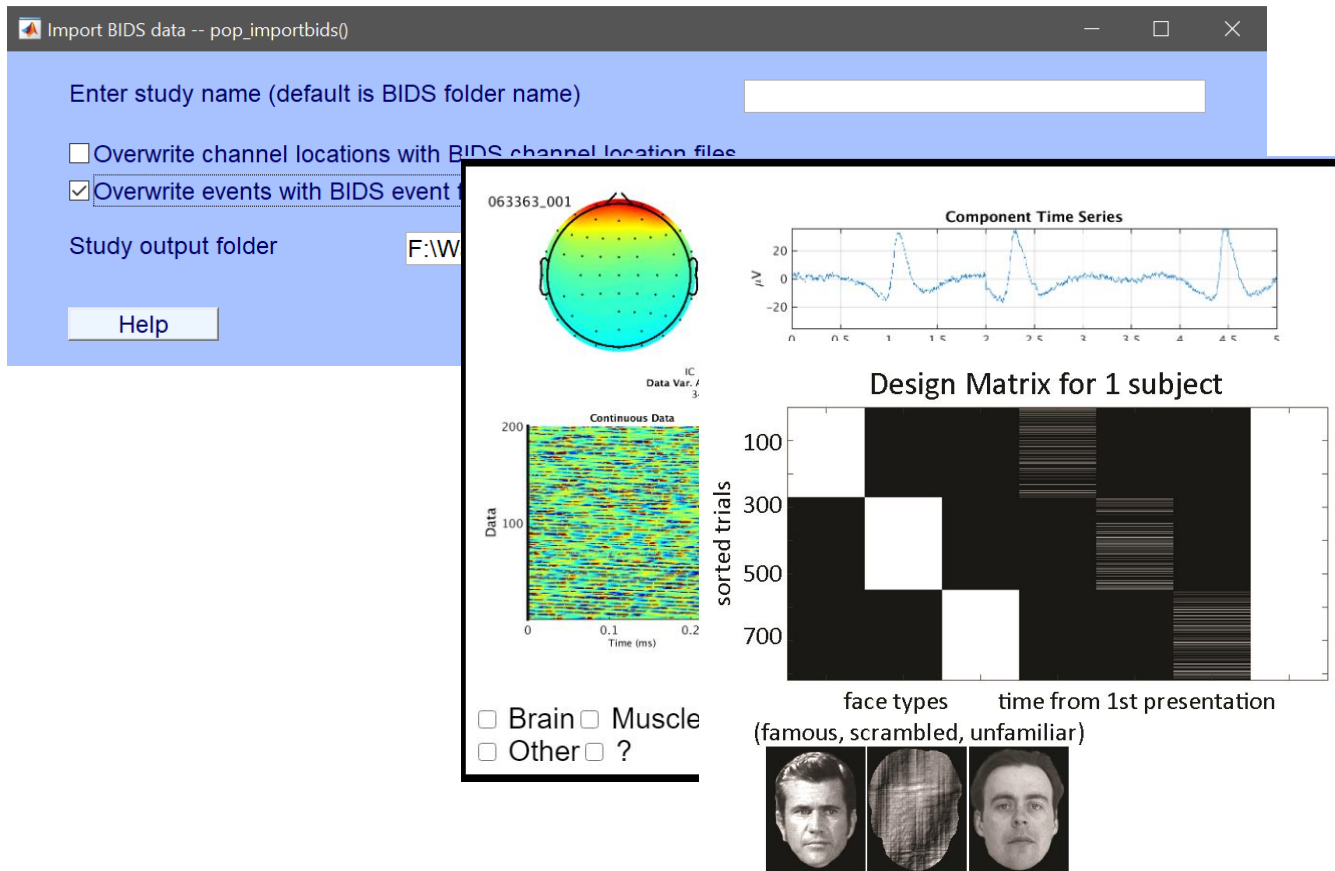 Import BIDS data -- pop_importbids()
Enter study name (default is BIDS folder name)
Overwrite channel locations with BIDS channel location files
Overwrite events with BIDS event
Study output folder
F:\W
Help
063363_001
IC
Data Var.
Continuous Data
200
100
Data
0
0.1
0.2
Time (ms)
Brain
Muscle
Other
?
Component Time Series
20
0
-20
µV
0
0.5
1
1.5
2
2.5
3
3.5
4
4.5
5
Design Matrix for 1 subject
100
300
500
700
sorted trials
face types
time from 1st presentation
(famous, scrambled, unfamiliar)